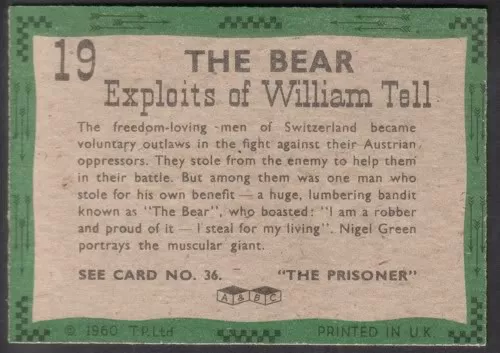 19 THE BEAR
Exploits of William Tell
The freedom-loving men of Switzerland became
voluntary outlaws in the fight against their Austrian
oppressors. They stole from the enemy to help them
in their battle. But among them was one man who
stole for his own benefit — a huge, lumbering bandit
known as "The Bear", who boasted: "I am a robber
and proud of it — I steal for my living". Nigel Green
portrays the muscular giant.
SEE CARD NO. 36. "THE PRISONER"
A & B C
© 1960 T.P. Ltd PRINTED IN U.K.